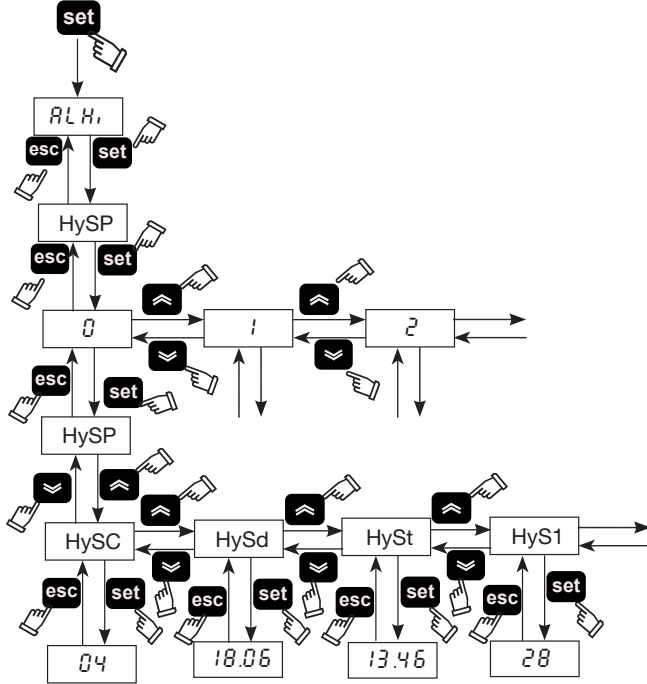 set
ALHi
esc set
HySP
esc set
0 1 2
esc set
HySP
HySC HySd HySt HyS1
esc set esc set esc set esc set
04 18.06 13.46 28